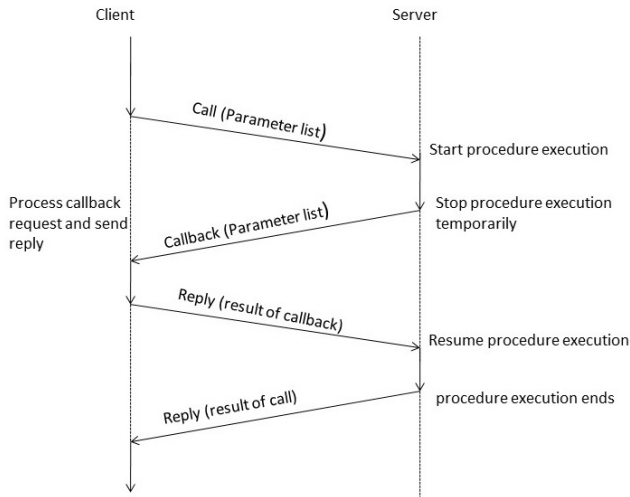 Client
Server
Call (Parameter list)
Start procedure execution
Process callback
request and send
reply
Stop procedure execution
temporarily
Callback (Parameter list)
Reply (result of callback)
Resume procedure execution
Reply (result of call)
procedure execution ends